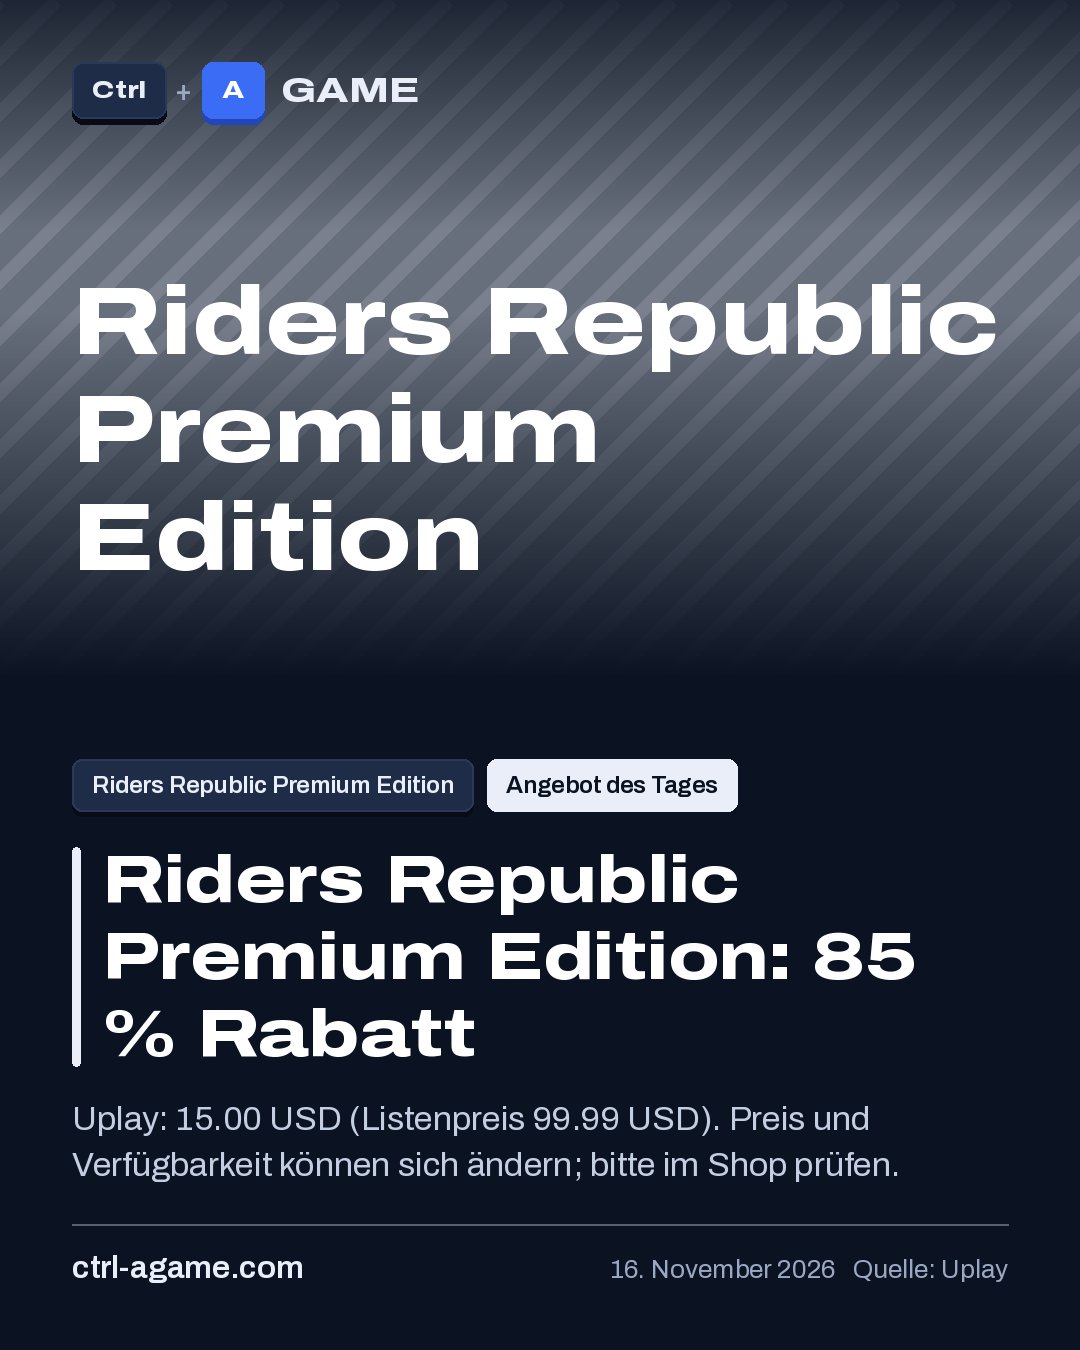 Ctrl + A GAME
Riders Republic
Premium
Edition
Riders Republic Premium Edition Angebot des Tages
Riders Republic
Premium Edition: 85
% Rabatt
Uplay: 15.00 USD (Listenpreis 99.99 USD). Preis und
Verfügbarkeit können sich ändern; bitte im Shop prüfen.
ctrl-agame.com 16. November 2026 Quelle: Uplay